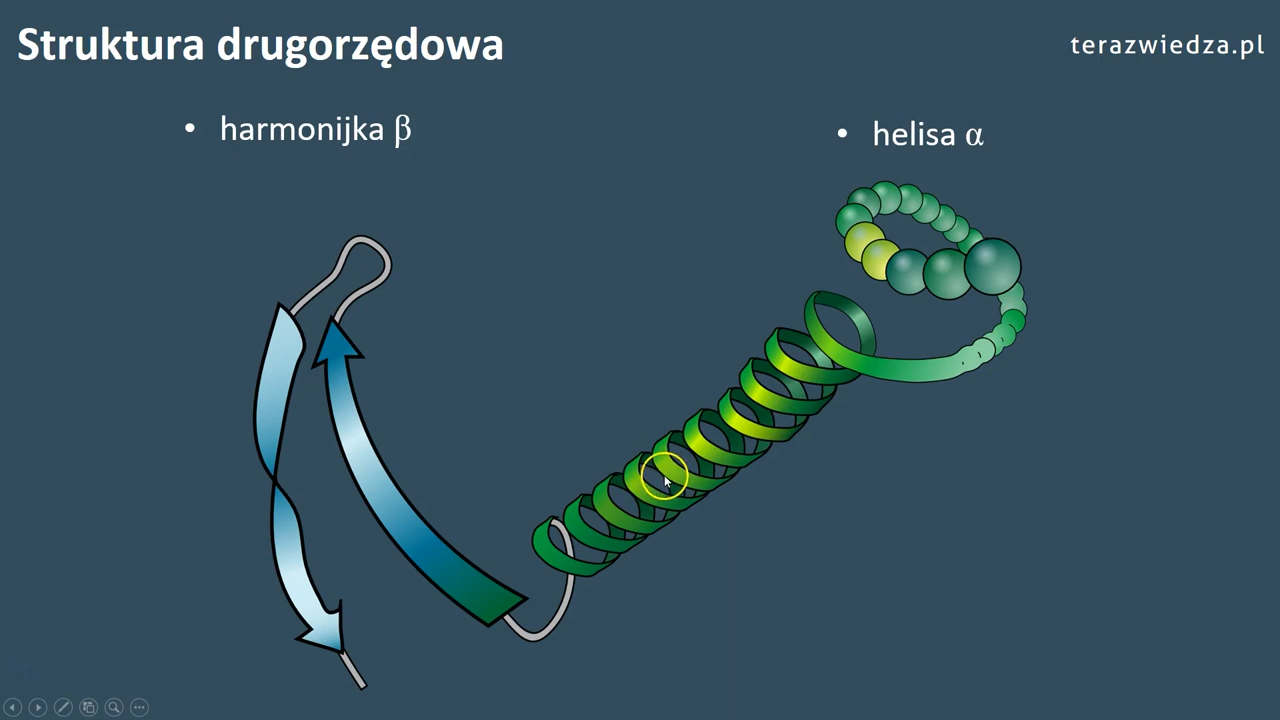 Struktura drugorzędowa
terazwiedza.pl
• harmonijka β
• helisa α